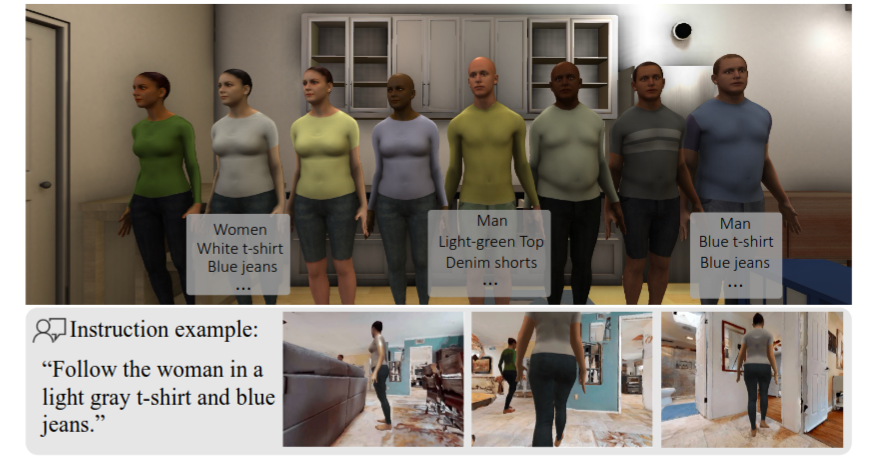 Women
White t-shirt
Blue jeans
...
Man
Light-green Top
Denim shorts
...
Man
Blue t-shirt
Blue jeans
...
Instruction example:
“Follow the woman in a
light gray t-shirt and blue
jeans.”